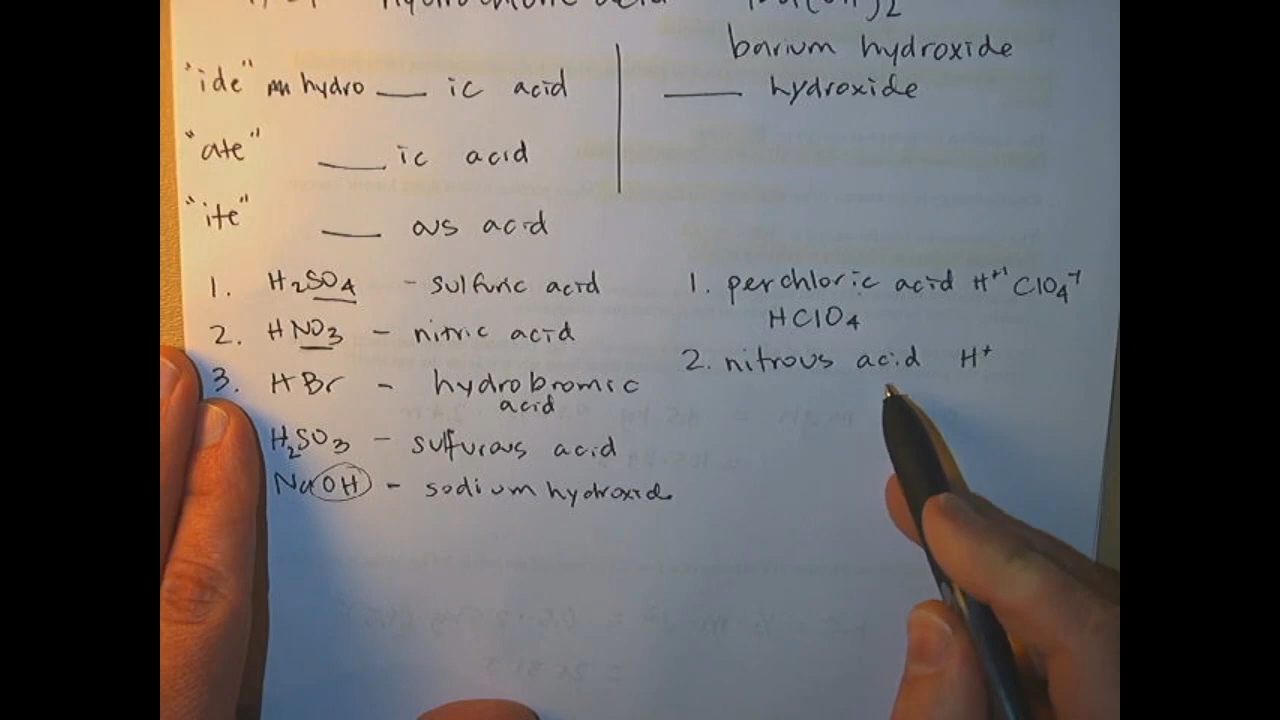 hydrochloric acid
barium hydroxide
"ide" hydro ___ ic acid
___ hydroxide
"ate" ___ ic acid
"ite" ___ ous acid
1. H₂SO₄ - sulfuric acid
2. HNO₃ - nitric acid
3. HBr - hydrobromic
acid
H₂SO₃ - sulfurous acid
NaOH - sodium hydroxide
1. perchloric acid H⁺¹ ClO₄⁻¹
HClO₄
2. nitrous acid H⁺